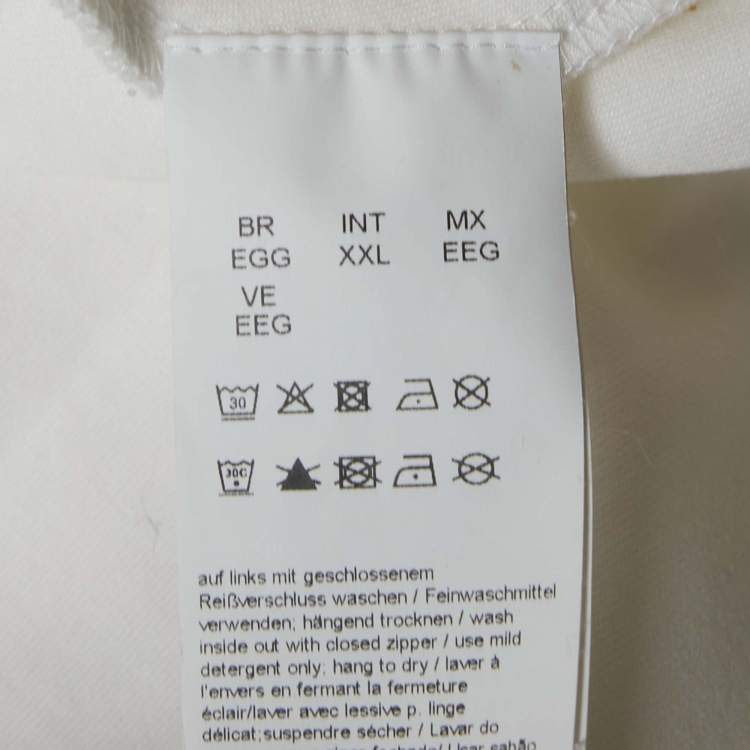 BR INT MX
EGG XXL EEG
VE
EEG
30
30C
auf links mit geschlossenem
Reißverschluss waschen / Feinwaschmittel
verwenden; hängend trocknen / wash
inside out with closed zipper / use mild
detergent only; hang to dry / laver à
l'envers en fermant la fermeture
éclair/laver avec lessive p. linge
délicat;suspendre sécher / Lavar do
Usar sabão